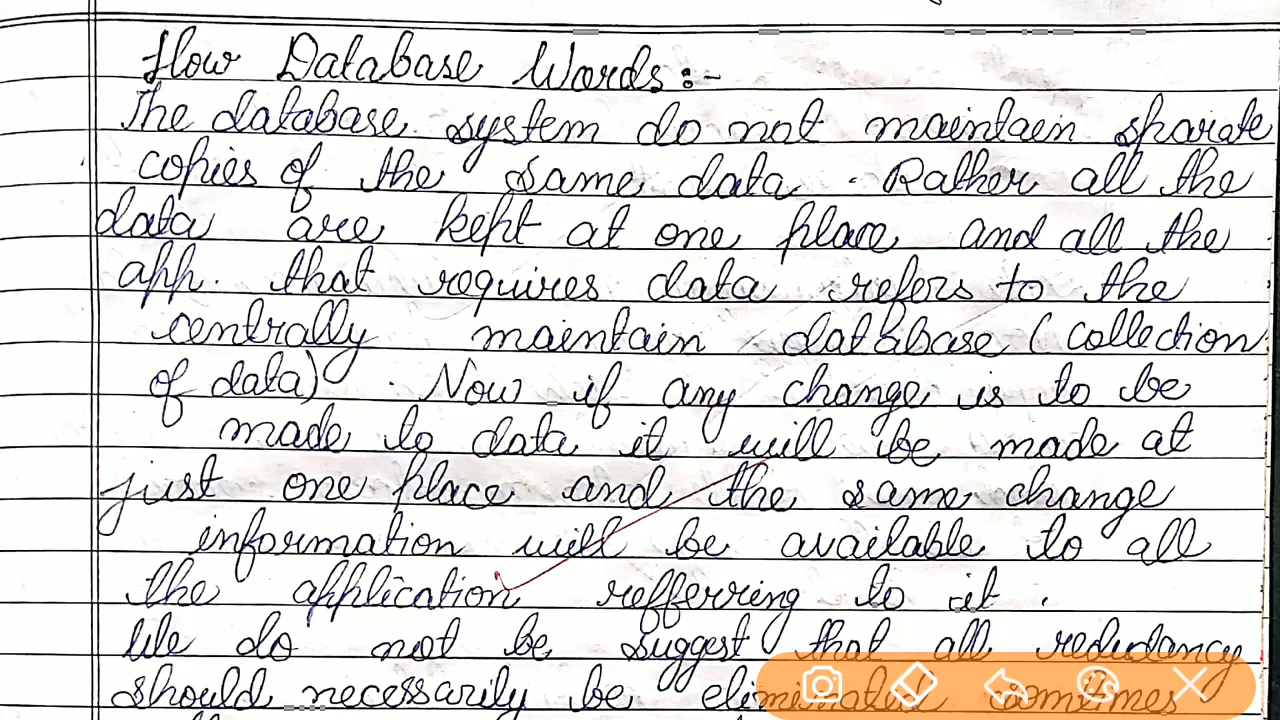 How Database Words:-
The database system do not maintain sparate
copies of the same data. Rather all the
data are kept at one place and all the
app. that requires data refers to the
centrally maintain database (collection
of data). Now if any change is to be
made to data it will be made at
just one place and the same change
information will be available to all
the application refferring to it.
We do not be suggest that all redudancy
should necessarily be eliminated somtimes